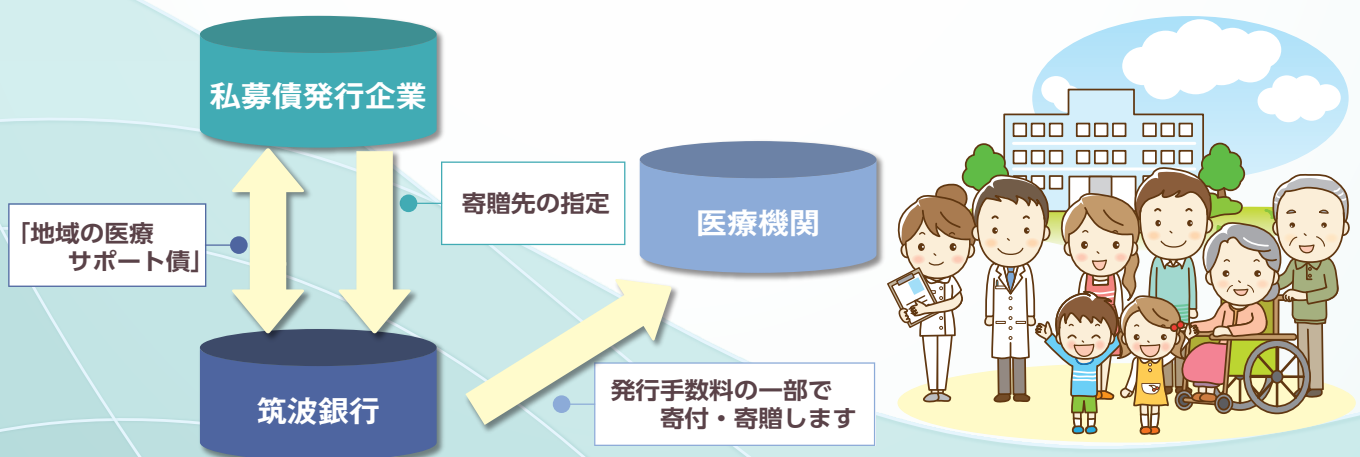 私募債発行企業
寄贈先の指定
医療機関
「地域の医療
サポート債」
発行手数料の一部で
寄付・寄贈します
筑波銀行